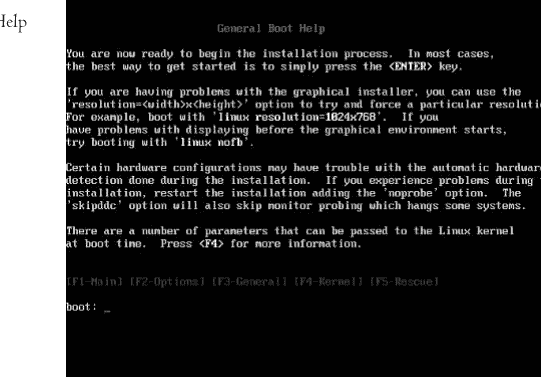 Help
General Boot Help
You are now ready to begin the installation process. In most cases,
the best way to get started is to simply press the <ENTER> key.
If you are having problems with the graphical installer, you can use the
'resolution=<width>x<height>' option to try and force a particular resoluti
For example, boot with 'linux resolution=1024x768'. If you
have problems with displaying before the graphical environment starts,
try booting with 'linux nofb'.
Certain hardware configurations may have trouble with the automatic hardwar
detection done during the installation. If you experience problems during
installation, restart the installation adding the 'noprobe' option. The
'skipddc' option will also skip monitor probing which hangs some systems.
There are a number of parameters that can be passed to the Linux kernel
at boot time. Press <F4> for more information.
[F1-Main] [F2-Options] [F3-General] [F4-Kernel] [F5-Rescue]
boot: _